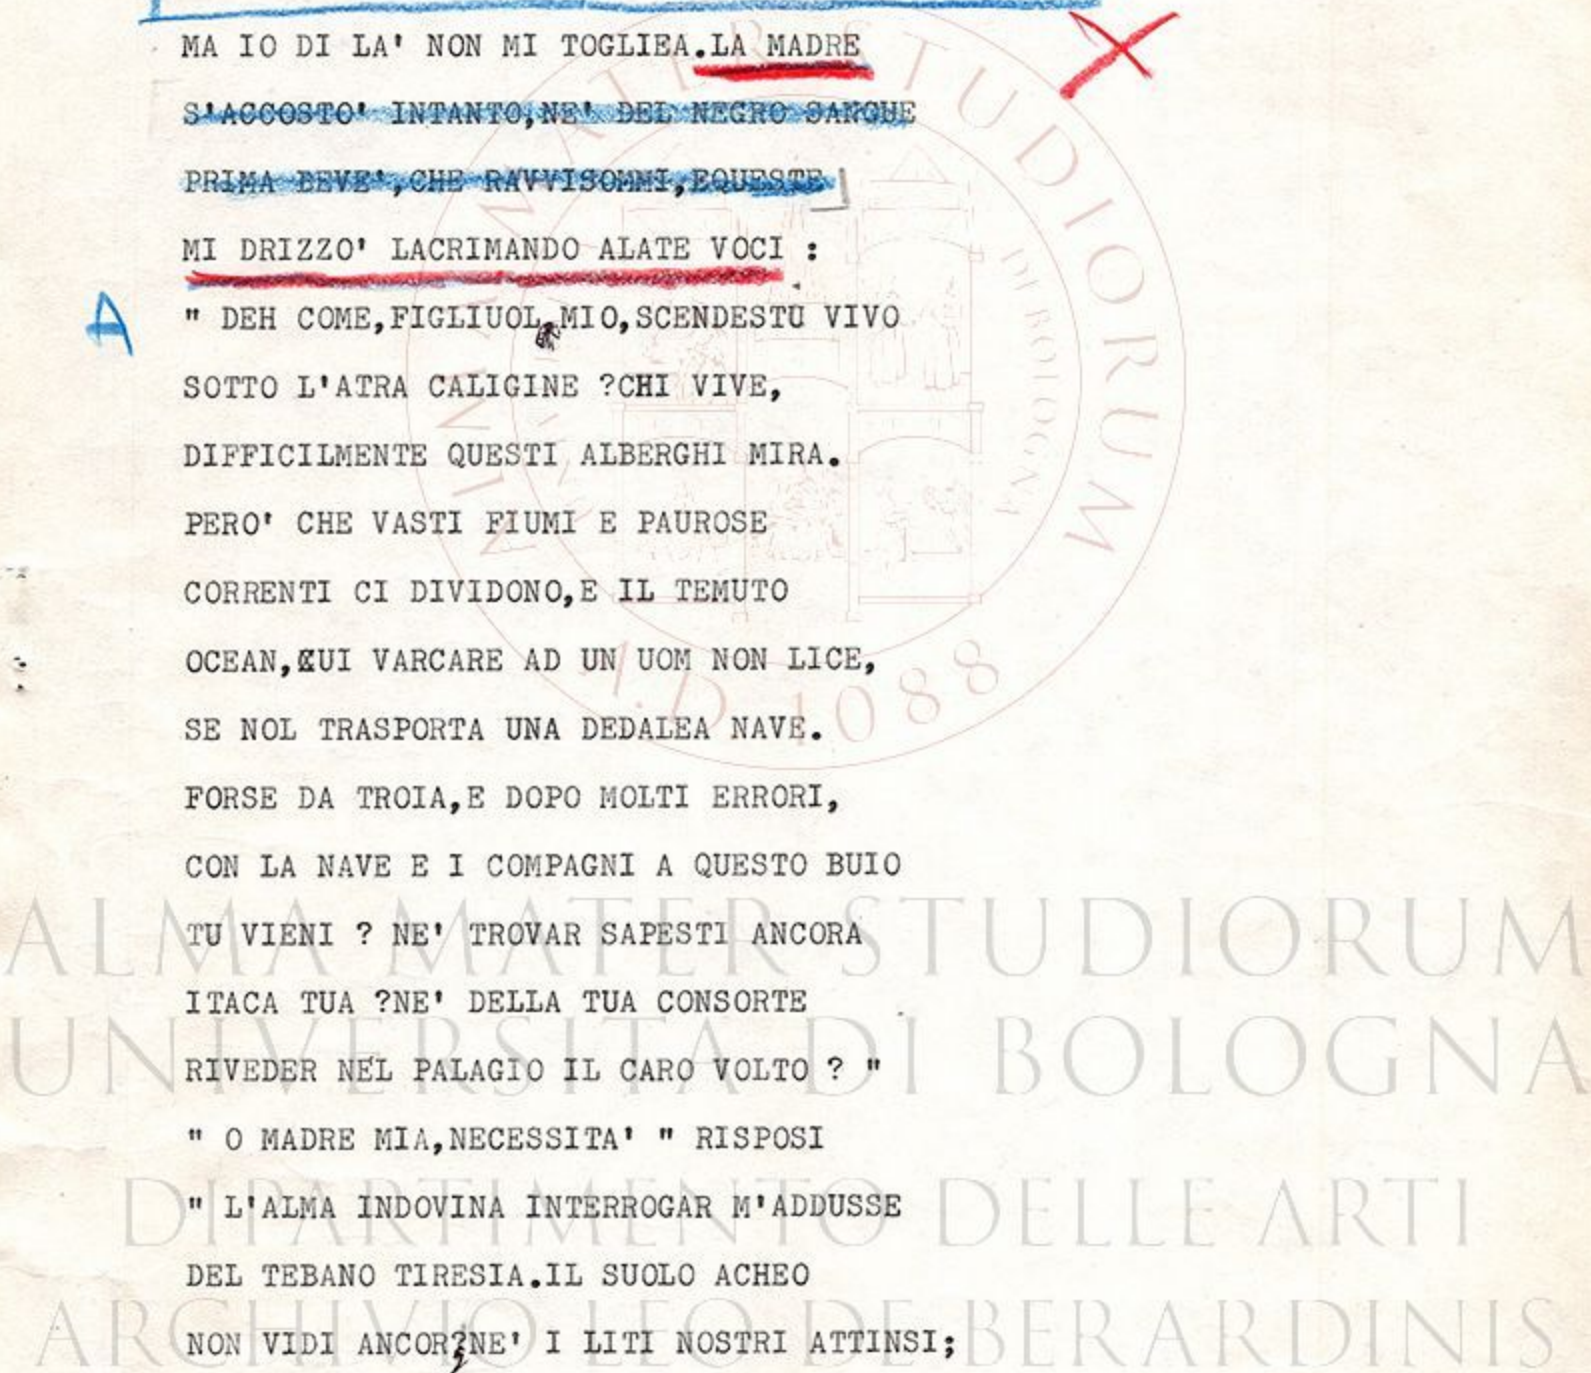 MA IO DI LA' NON MI TOGLIEA.LA MADRE
S'ACCOSTO' INTANTO,NE' DEL NEGRO SANGUE
PRIMA BEVE',CHE RAVVISOMMI,EQUESTE
MI DRIZZO' LACRIMANDO ALATE VOCI :
A
" DEH COME,FIGLIUOL,MIO,SCENDESTU VIVO
SOTTO L'ATRA CALIGINE ?CHI VIVE,
DIFFICILMENTE QUESTI ALBERGHI MIRA.
PERO' CHE VASTI FIUMI E PAUROSE
CORRENTI CI DIVIDONO,E IL TEMUTO
OCEAN,CUI VARCARE AD UN UOM NON LICE,
SE NOL TRASPORTA UNA DEDALEA NAVE.
FORSE DA TROIA,E DOPO MOLTI ERRORI,
CON LA NAVE E I COMPAGNI A QUESTO BUIO
TU VIENI ? NE' TROVAR SAPESTI ANCORA
ITACA TUA ?NE' DELLA TUA CONSORTE
RIVEDER NEL PALAGIO IL CARO VOLTO ? "
" O MADRE MIA,NECESSITA' " RISPOSI
" L'ALMA INDOVINA INTERROGAR M'ADDUSSE
DEL TEBANO TIRESIA.IL SUOLO ACHEO
NON VIDI ANCOR,NE' I LITI NOSTRI ATTINSI;
ALMA MATER STUDIORUM
UNIVERSITA DI BOLOGNA
DIPARTIMENTO DELLE ARTI
ARCHIVIO LEO DE BERARDINIS
ALMA MATER STUDIORUM
A.D. 1088